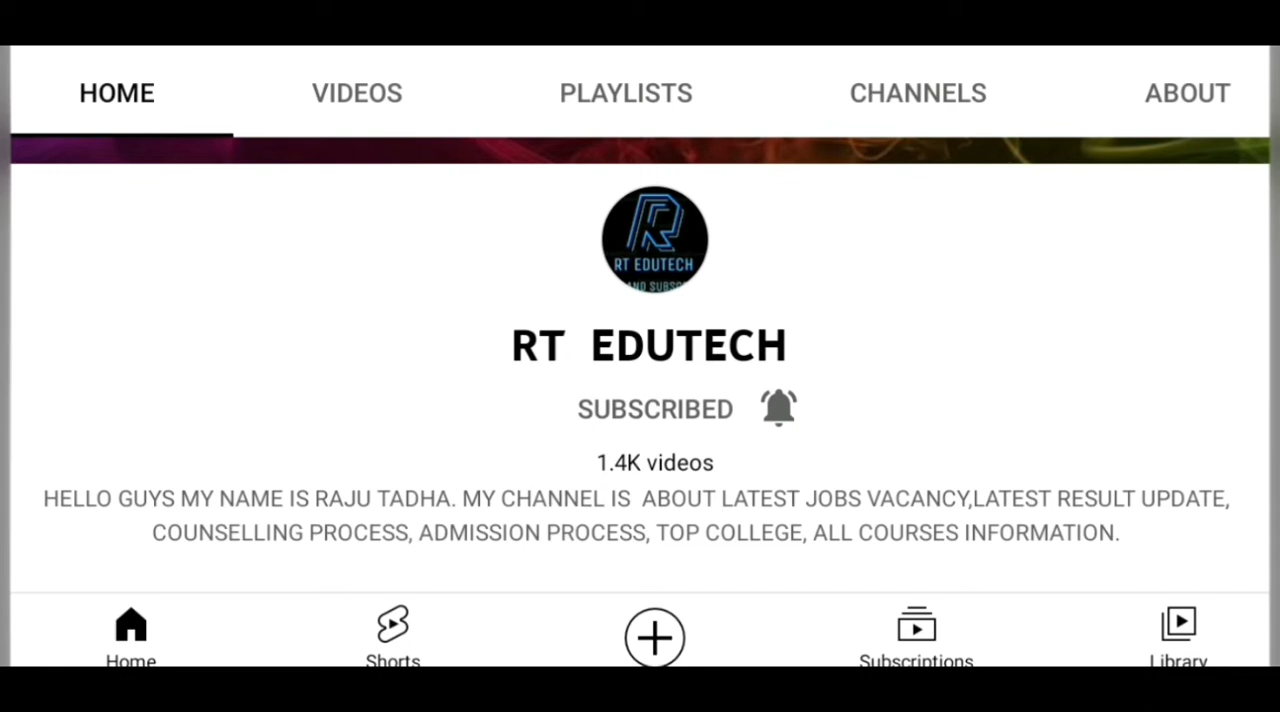 HOME VIDEOS PLAYLISTS CHANNELS ABOUT
RT EDUTECH
AND SUBSC
RT EDUTECH
SUBSCRIBED
1.4K videos
HELLO GUYS MY NAME IS RAJU TADHA. MY CHANNEL IS ABOUT LATEST JOBS VACANCY,LATEST RESULT UPDATE,
COUNSELLING PROCESS, ADMISSION PROCESS, TOP COLLEGE, ALL COURSES INFORMATION.
Home Shorts Subscriptions Library